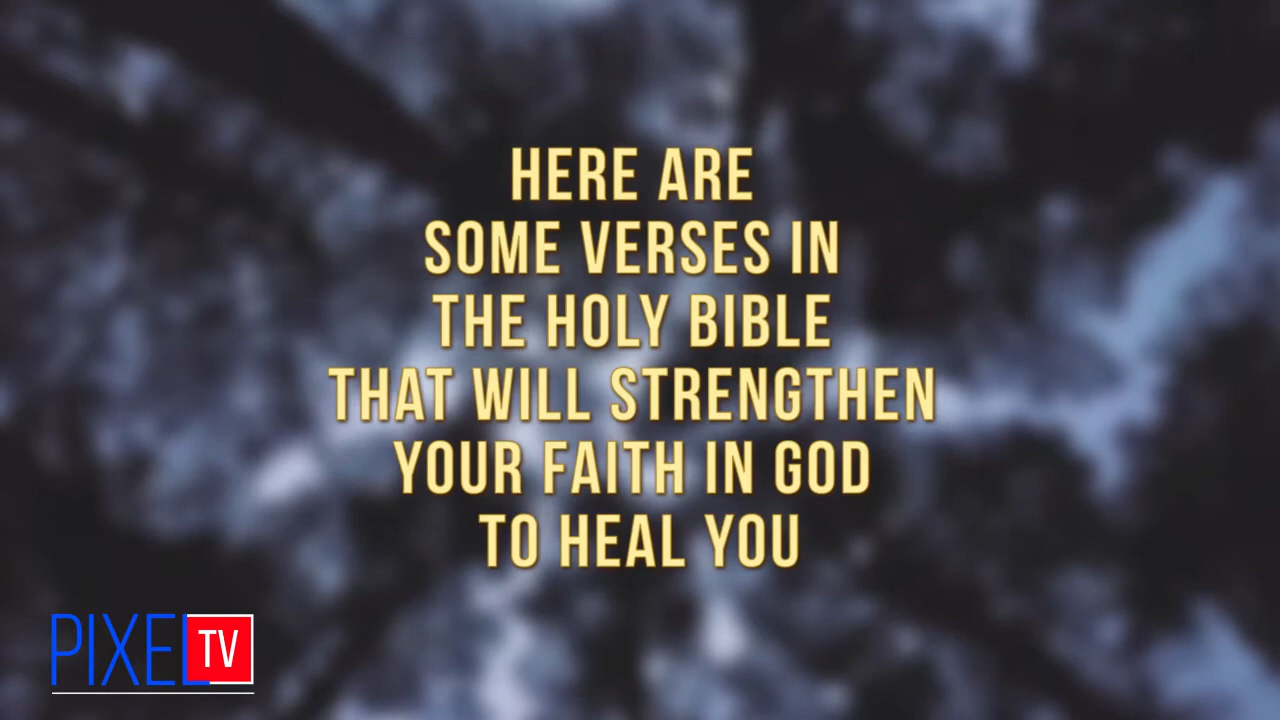 HERE ARE
SOME VERSES IN
THE HOLY BIBLE
THAT WILL STRENGTHEN
YOUR FAITH IN GOD
TO HEAL YOU
PIXEL TV